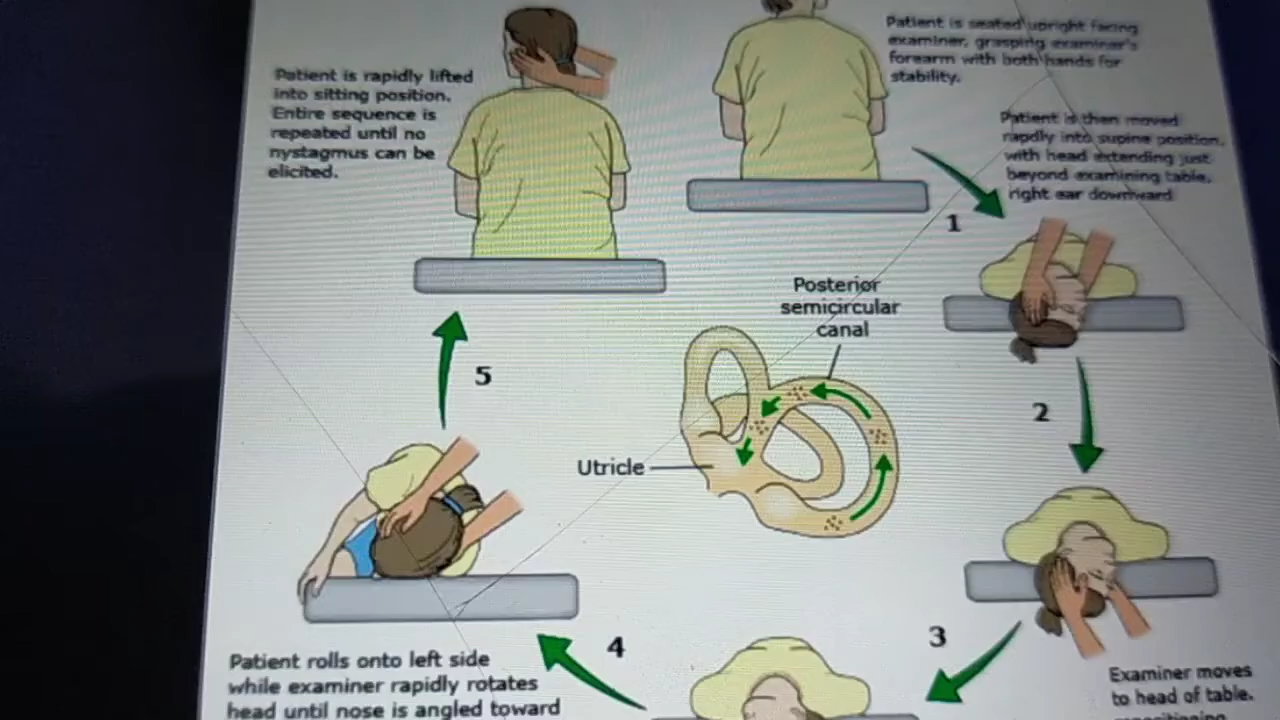 Patient is seated upright facing
examiner, grasping examiner's
forearm with both hands for
stability.
Patient is then moved
rapdly into supine position,
with head extending just
beyond examining table,
right ear downward
1
2
Examiner moves
to head of table,
repositioning
3
4
Patient rolls onto left side
while examiner rapidly rotates
head until nose is angled toward
5
Patient is rapidly lifted
into sitting position.
Entire sequence is
repeated until no
nystagmus can be
elicited.
Posterior
semicircular
canal
Utricle